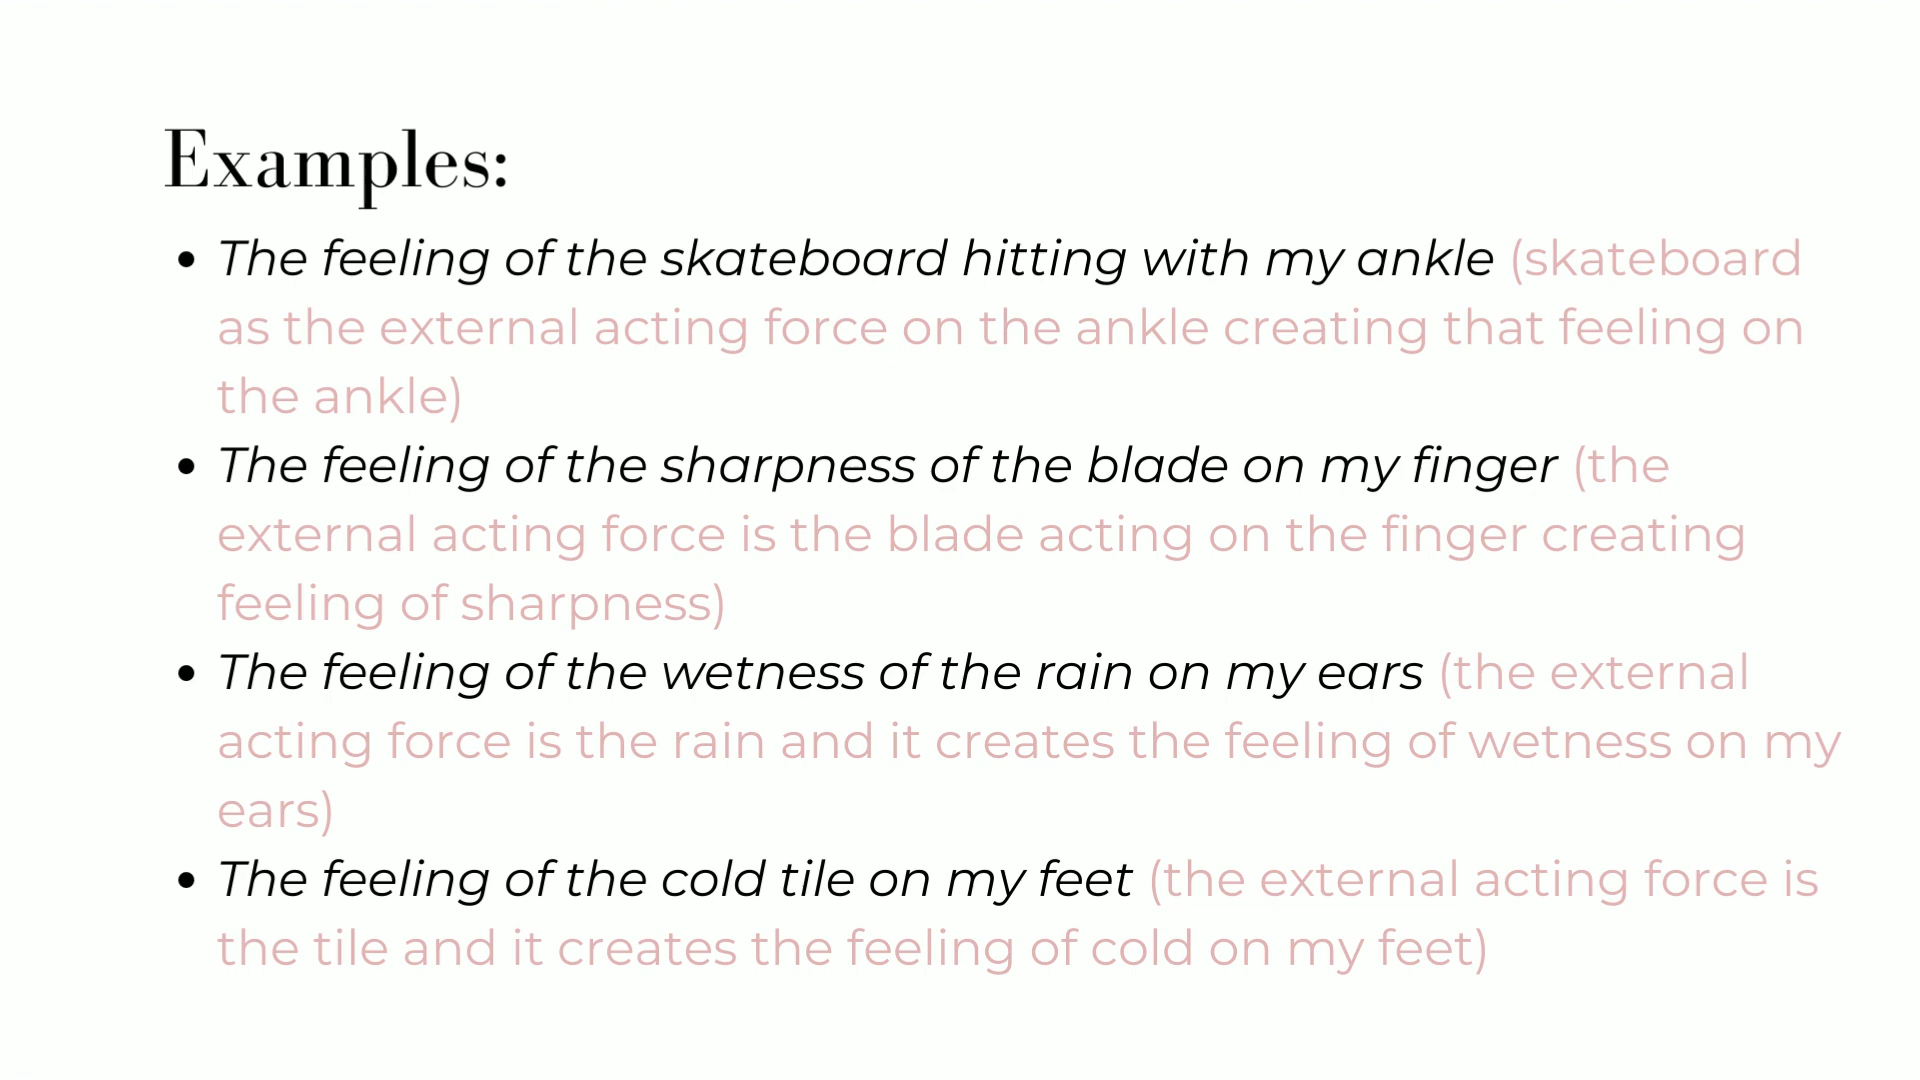 Examples:
• The feeling of the skateboard hitting with my ankle (skateboard
as the external acting force on the ankle creating that feeling on
the ankle)
• The feeling of the sharpness of the blade on my finger (the
external acting force is the blade acting on the finger creating
feeling of sharpness)
• The feeling of the wetness of the rain on my ears (the external
acting force is the rain and it creates the feeling of wetness on my
ears)
• The feeling of the cold tile on my feet (the external acting force is
the tile and it creates the feeling of cold on my feet)